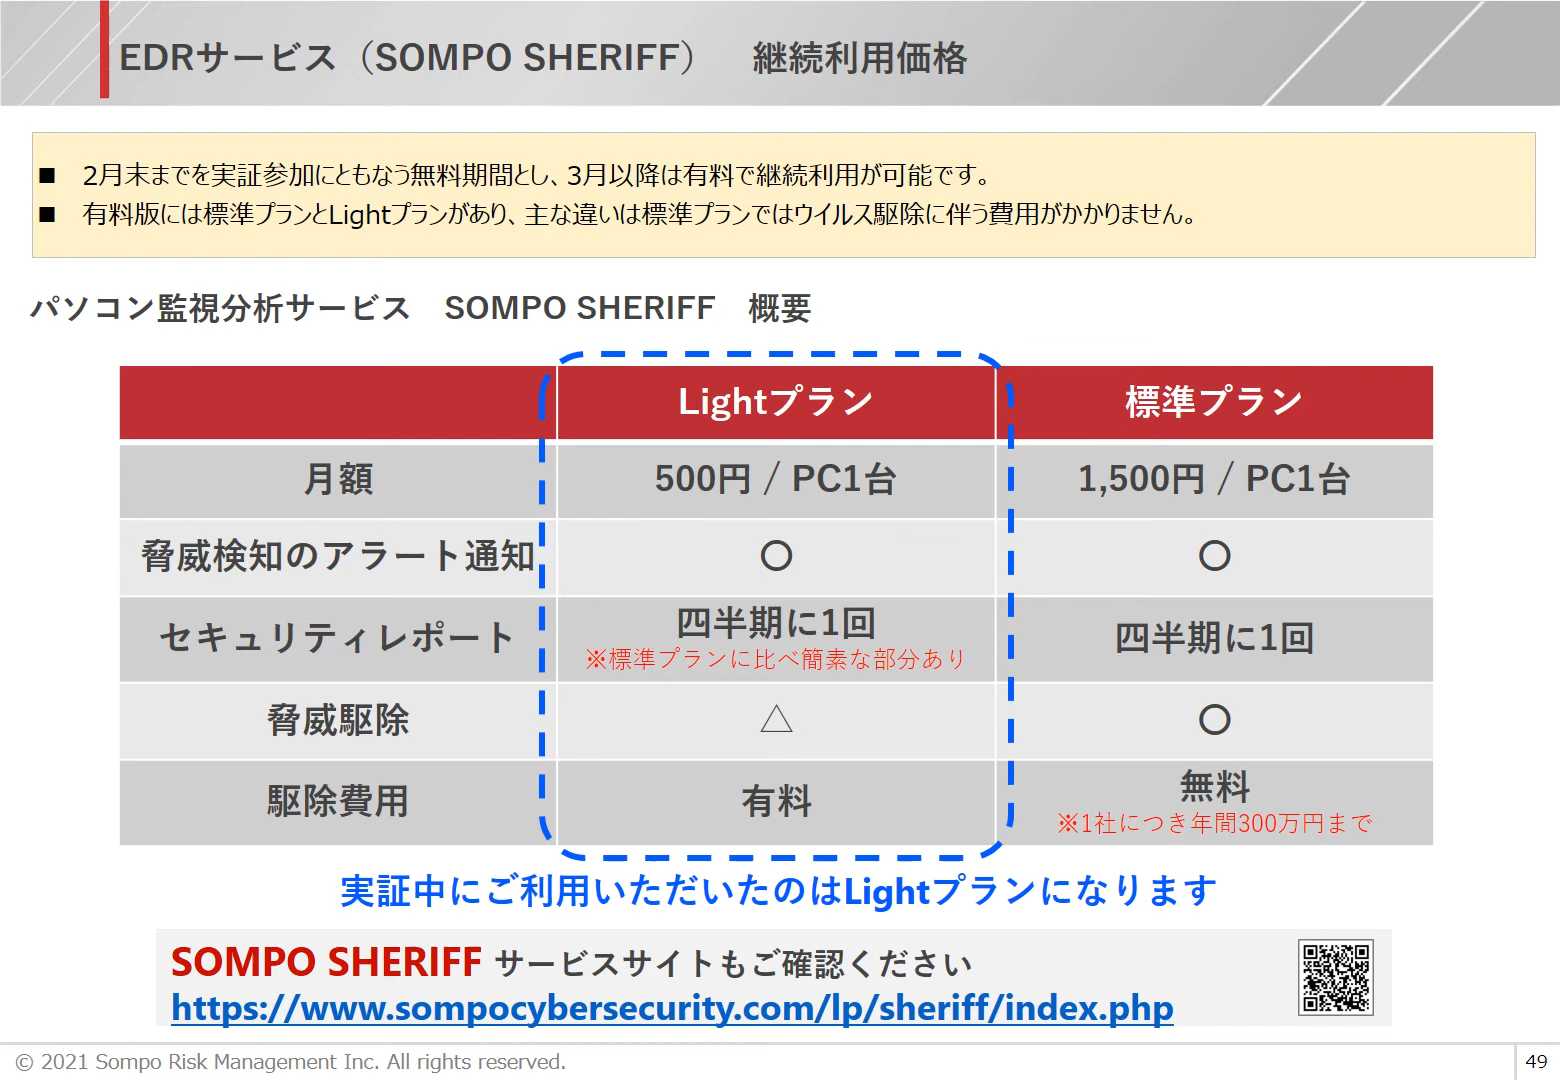 EDRサービス（SOMPO SHERIFF）　継続利用価格
■　2月末までを実証参加にともなう無料期間とし、3月以降は有料で継続利用が可能です。
■　有料版には標準プランとLightプランがあり、主な違いは標準プランではウイルス駆除に伴う費用がかかりません。
パソコン監視分析サービス　SOMPO SHERIFF　概要
Lightプラン　標準プラン
月額　500円 / PC1台　1,500円 / PC1台
脅威検知のアラート通知　〇　〇
セキュリティレポート　四半期に1回　四半期に1回
※標準プランに比べ簡素な部分あり
脅威駆除　△　〇
駆除費用　有料　無料
※1社につき年間300万円まで
実証中にご利用いただいたのはLightプランになります
SOMPO SHERIFF サービスサイトもご確認ください
https://www.sompocybersecurity.com/lp/sheriff/index.php
© 2021 Sompo Risk Management Inc. All rights reserved.
49